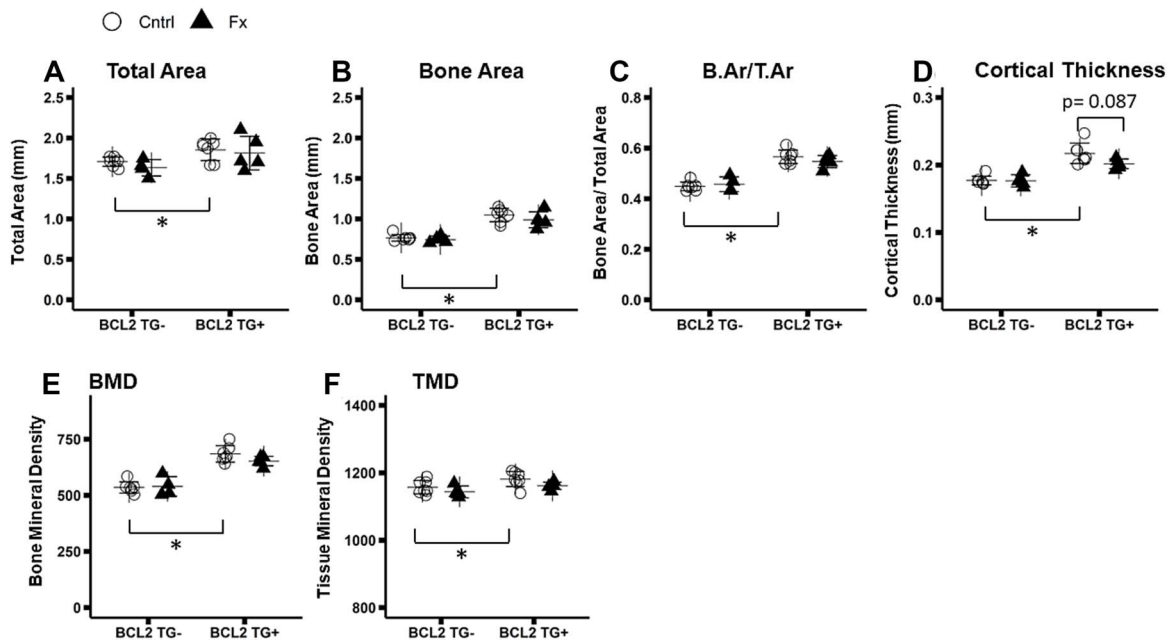 Cntrl Fx
A Total Area
Total Area (mm)
2.5
2.0
1.5
1.0
0.5
0.0
*
BCL2 TG- BCL2 TG+
B Bone Area
Bone Area (mm)
2.5
2.0
1.5
1.0
0.5
0.0
*
BCL2 TG- BCL2 TG+
C B.Ar/T.Ar
Bone Area/ Total Area
0.8
0.6
0.4
0.2
0.0
*
BCL2 TG- BCL2 TG+
D Cortical Thickness
p= 0.087
Cortical Thickness (mm)
0.3
0.2
0.1
0.0
*
BCL2 TG- BCL2 TG+
E BMD
Bone Mineral Density
750
500
250
0
*
BCL2 TG- BCL2 TG+
F TMD
Tissue Mineral Density
1400
1200
1000
800
*
BCL2 TG- BCL2 TG+